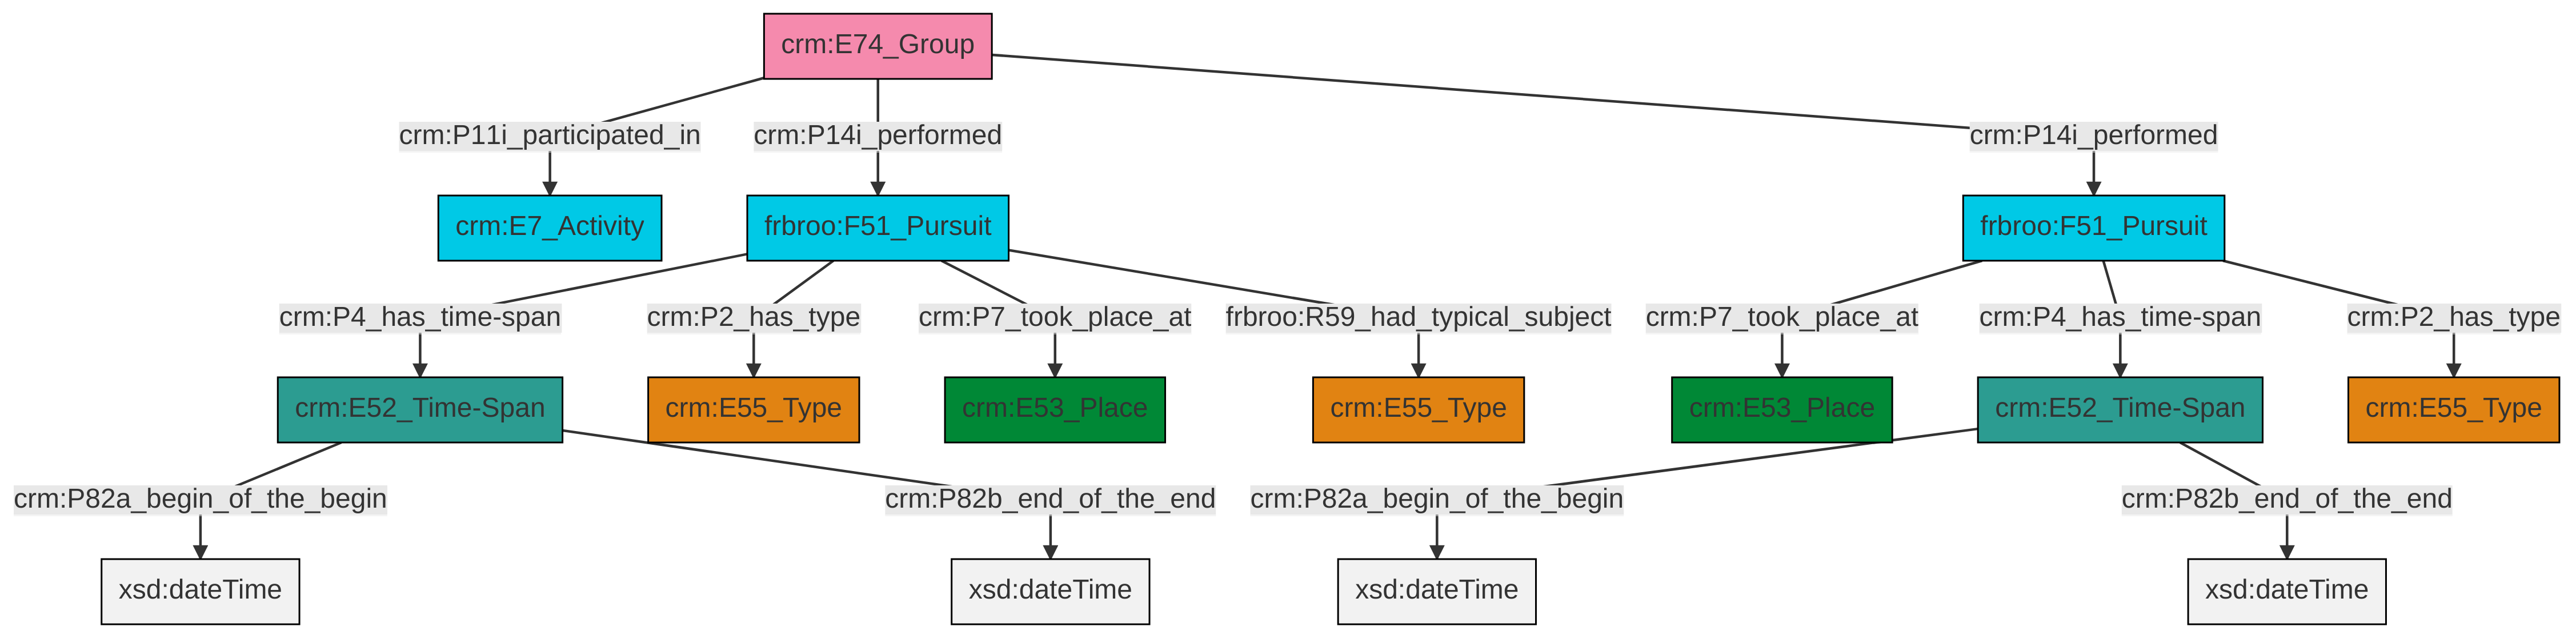 crm:E74_Group
crm:P11i_participated_in
crm:P14i_performed
crm:P14i_performed
crm:E7_Activity
frbroo:F51_Pursuit
frbroo:F51_Pursuit
crm:P4_has_time-span
crm:P2_has_type
crm:P7_took_place_at
frbroo:R59_had_typical_subject
crm:P7_took_place_at
crm:P4_has_time-span
crm:P2_has_type
crm:E52_Time-Span
crm:E55_Type
crm:E53_Place
crm:E55_Type
crm:E53_Place
crm:E52_Time-Span
crm:E55_Type
crm:P82a_begin_of_the_begin
crm:P82b_end_of_the_end
crm:P82a_begin_of_the_begin
crm:P82b_end_of_the_end
xsd:dateTime
xsd:dateTime
xsd:dateTime
xsd:dateTime